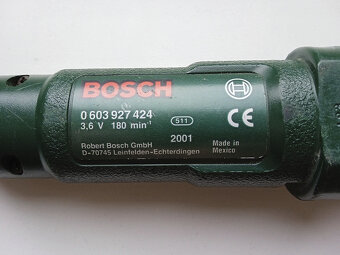 BOSCH
0 603 927 424
3,6 V 180 min⁻¹
511
CE
2001
Robert Bosch GmbH
D-70745 Leinfelden-Echterdingen
Made in
Mexico